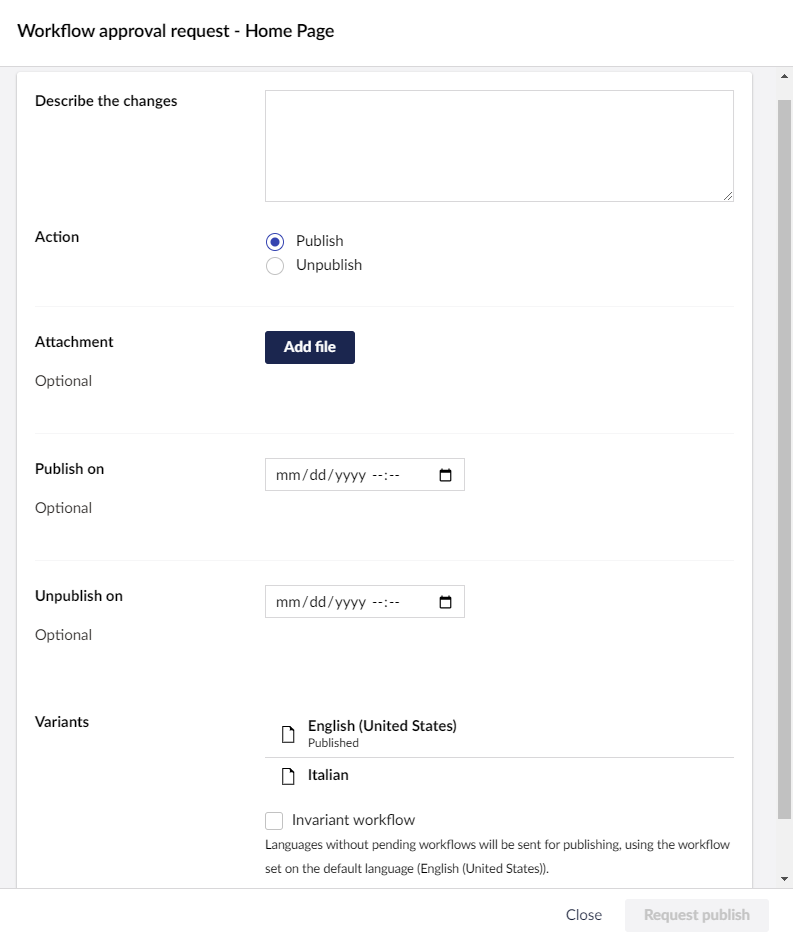 Workflow approval request - Home Page
Describe the changes
Action
Publish
Unpublish
Attachment
Add file
Optional
Publish on
mm/dd/yyyy --:--
Optional
Unpublish on
mm/dd/yyyy --:--
Optional
Variants
English (United States)
Published
Italian
Invariant workflow
Languages without pending workflows will be sent for publishing, using the workflow
set on the default language (English (United States)).
Close
Request publish